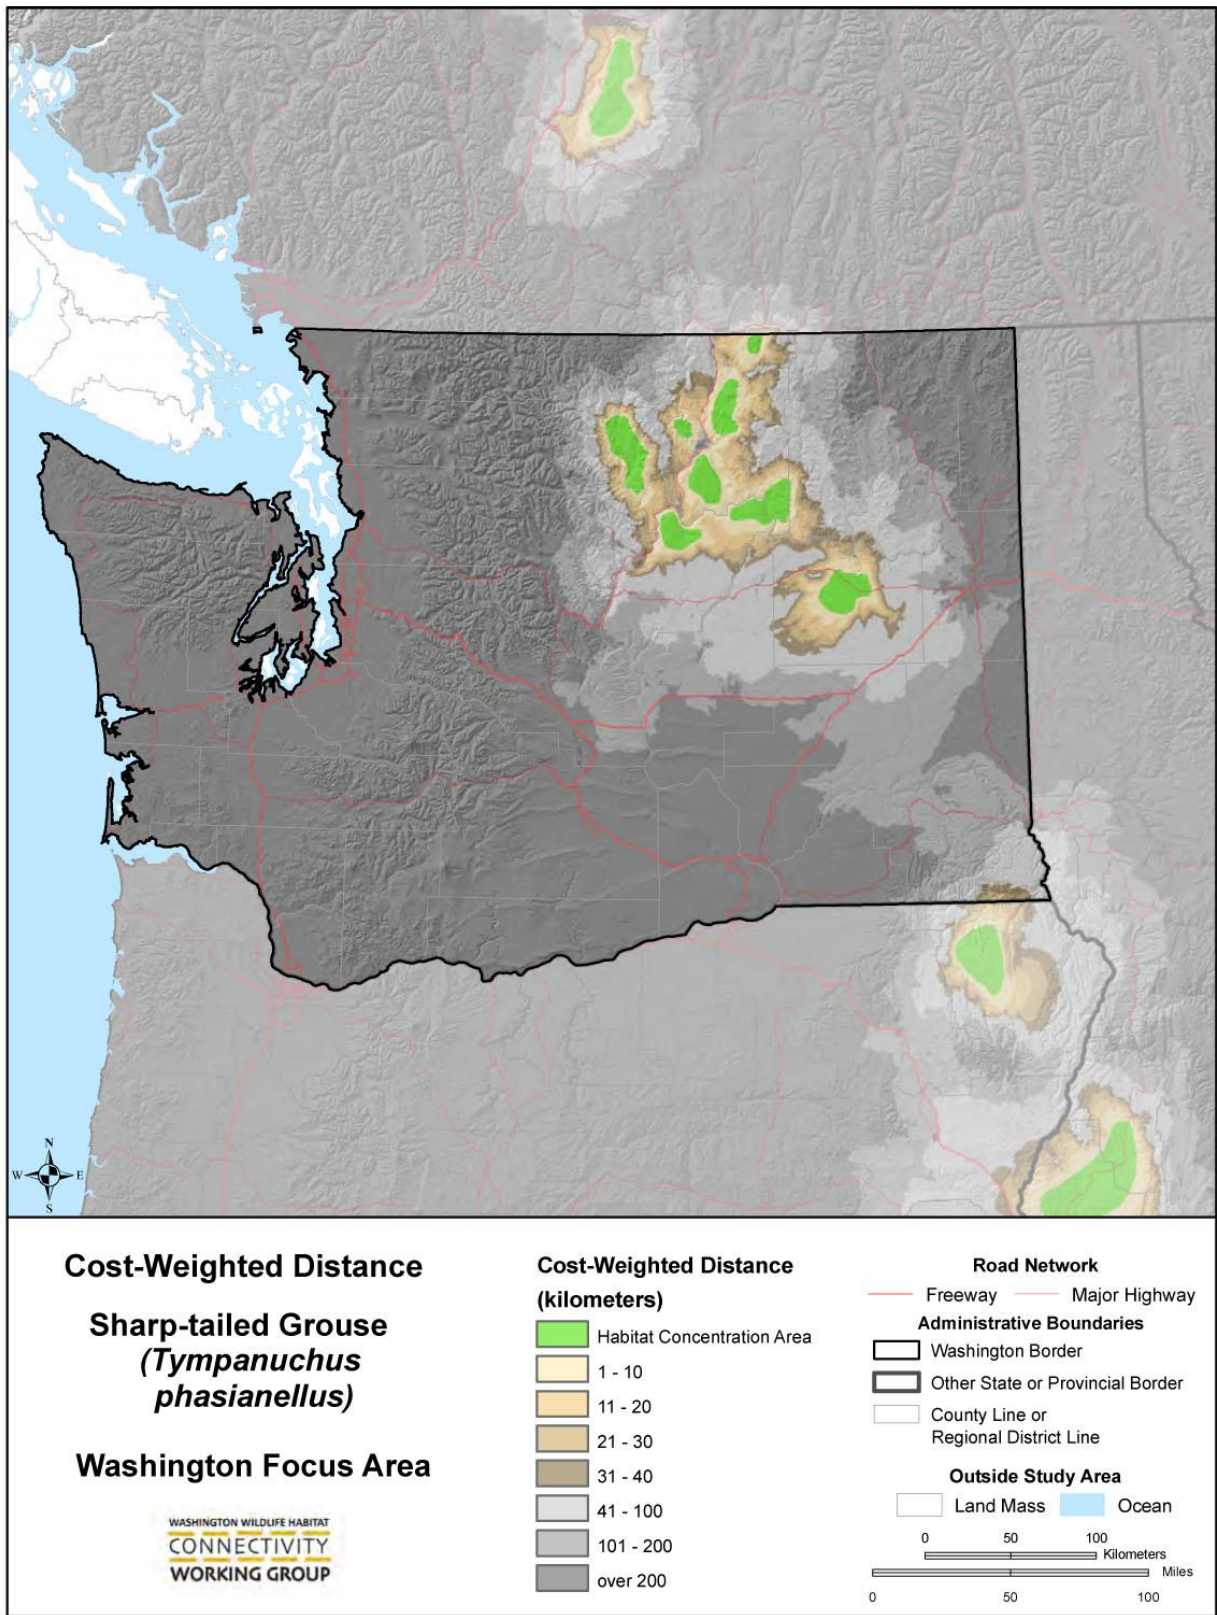 N
W E
S
Cost-Weighted Distance
Sharp-tailed Grouse
(Tympanuchus
phasianellus)
Washington Focus Area
WASHINGTON WILDLIFE HABITAT
CONNECTIVITY
WORKING GROUP
Cost-Weighted Distance
(kilometers)
Habitat Concentration Area
1 - 10
11 - 20
21 - 30
31 - 40
41 - 100
101 - 200
over 200
Road Network
Freeway Major Highway
Administrative Boundaries
Washington Border
Other State or Provincial Border
County Line or
Regional District Line
Outside Study Area
Land Mass Ocean
0 50 100
Kilometers
Miles
0 50 100